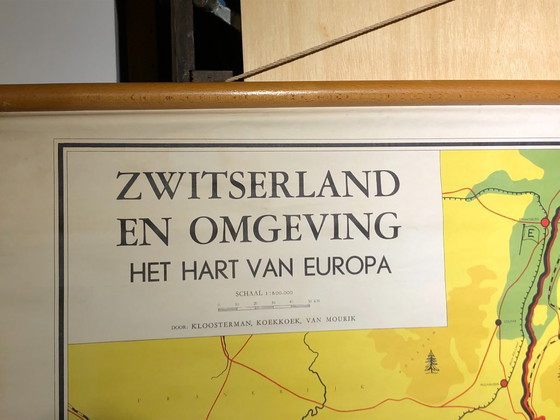 ZWITSERLAND
EN OMGEVING
HET HART VAN EUROPA
SCHAAL 1:800.000
DOOR: KLOOSTERMAN, KOEKKOEK, VAN MOURIK
E